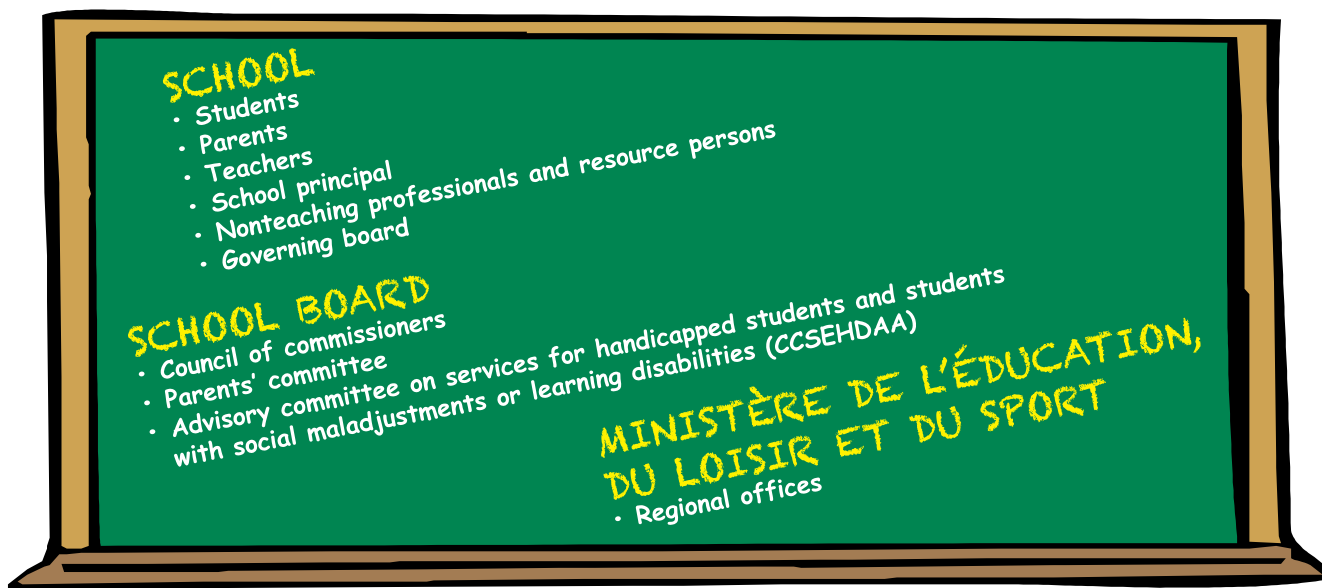 SCHOOL
• Students
• Parents
• Teachers
• School principal
• Nonteaching professionals and resource persons
• Governing board
SCHOOL BOARD
• Council of commissioners
• Parents' committee
• Advisory committee on services for handicapped students and students
with social maladjustments or learning disabilities (CCSEHDAA)
MINISTÈRE DE L'ÉDUCATION,
DU LOISIR ET DU SPORT
• Regional offices